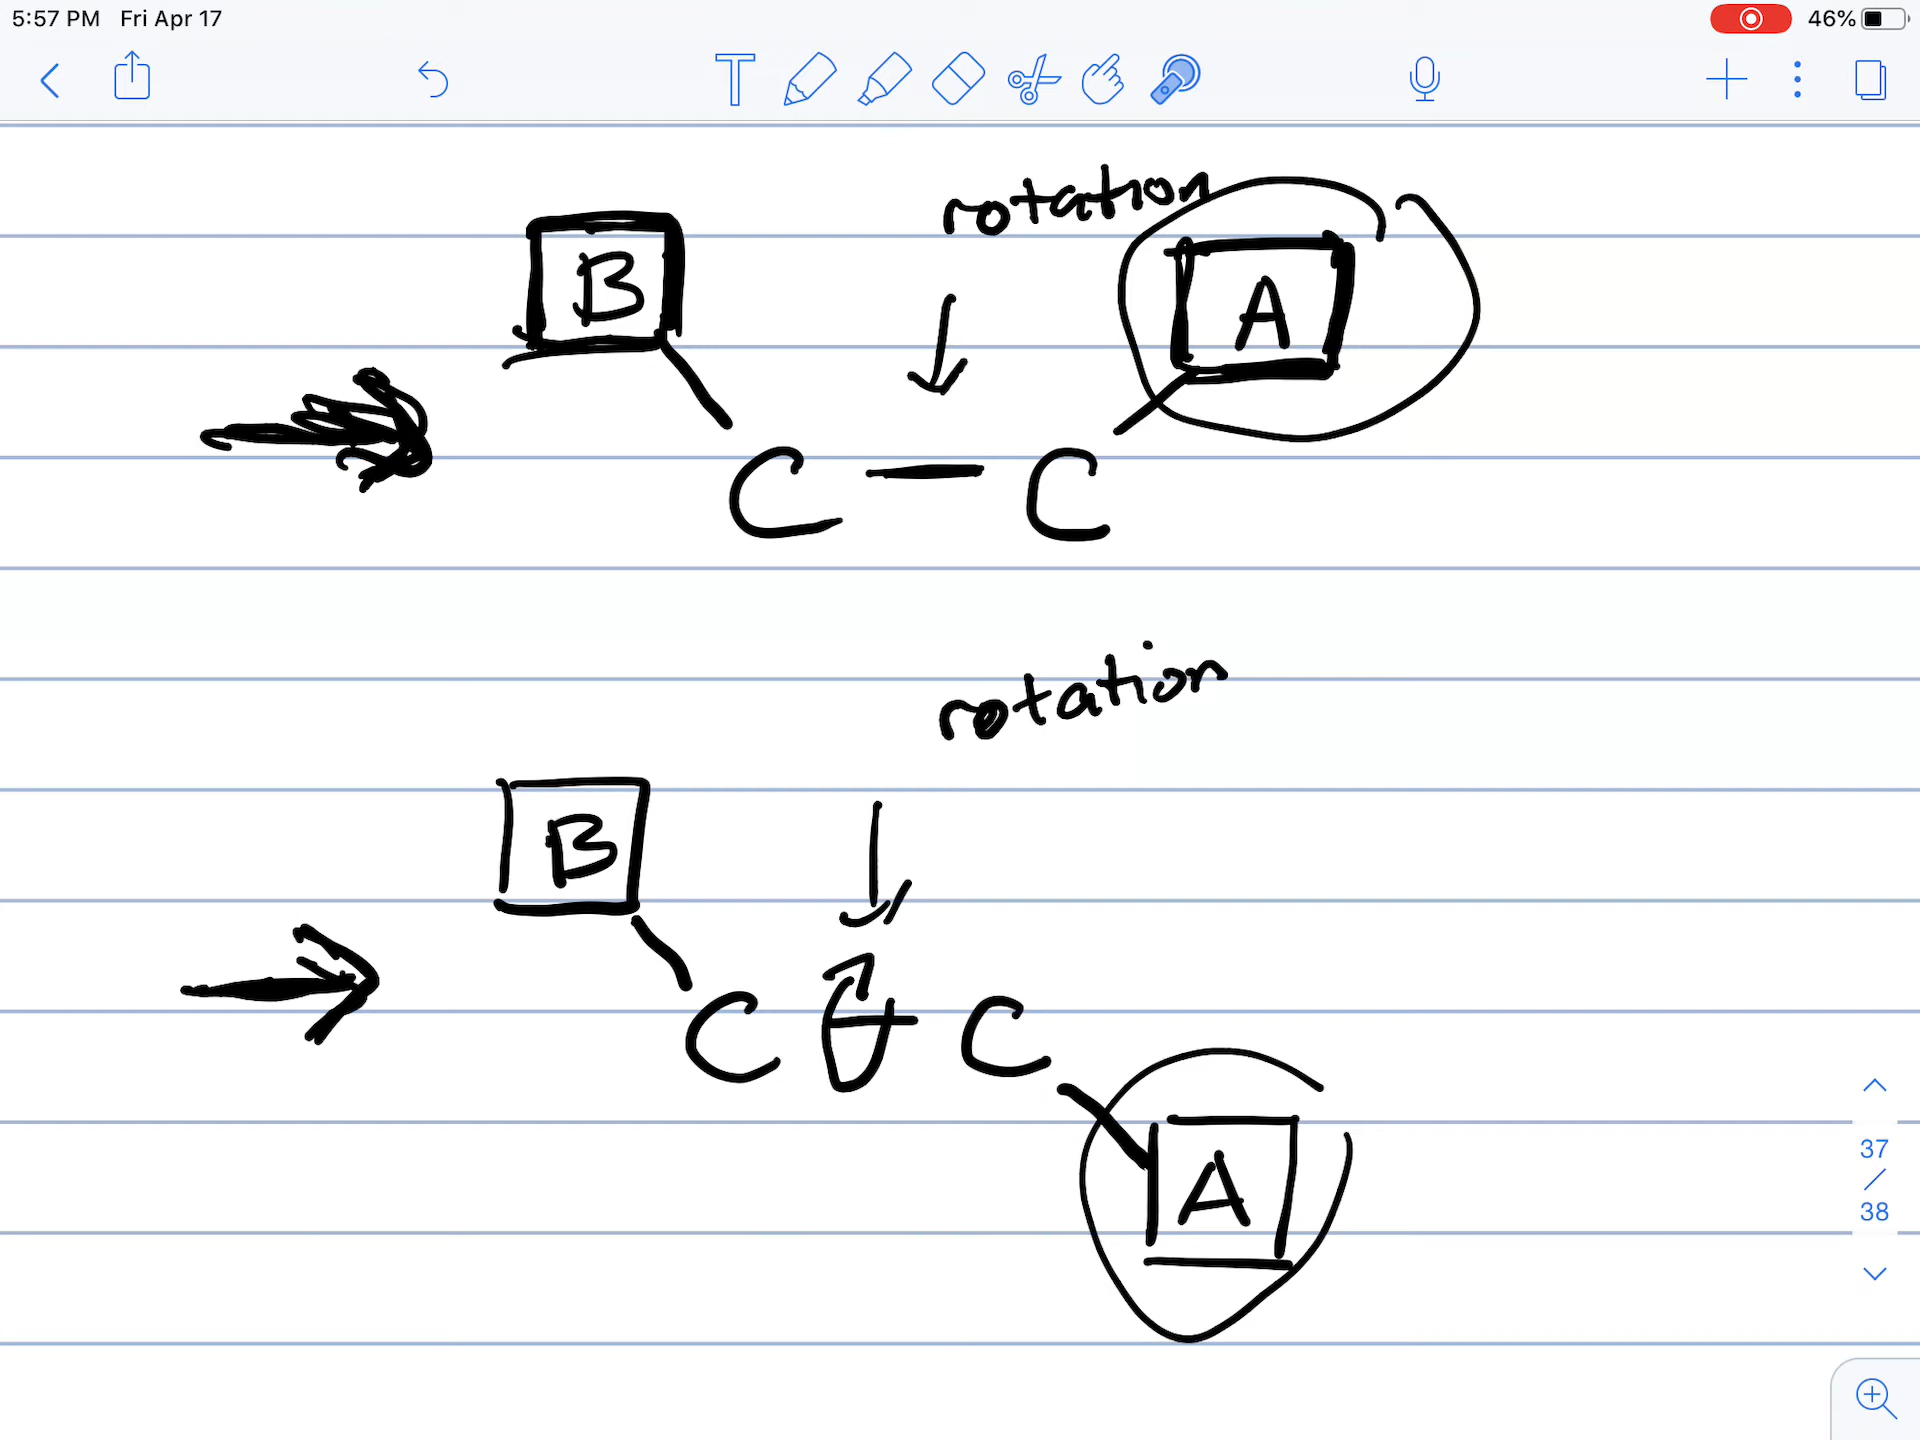 5:57 PM Fri Apr 17 46%
T
rotation
B A
C — C
rotation
B
C C
A
37
/
38